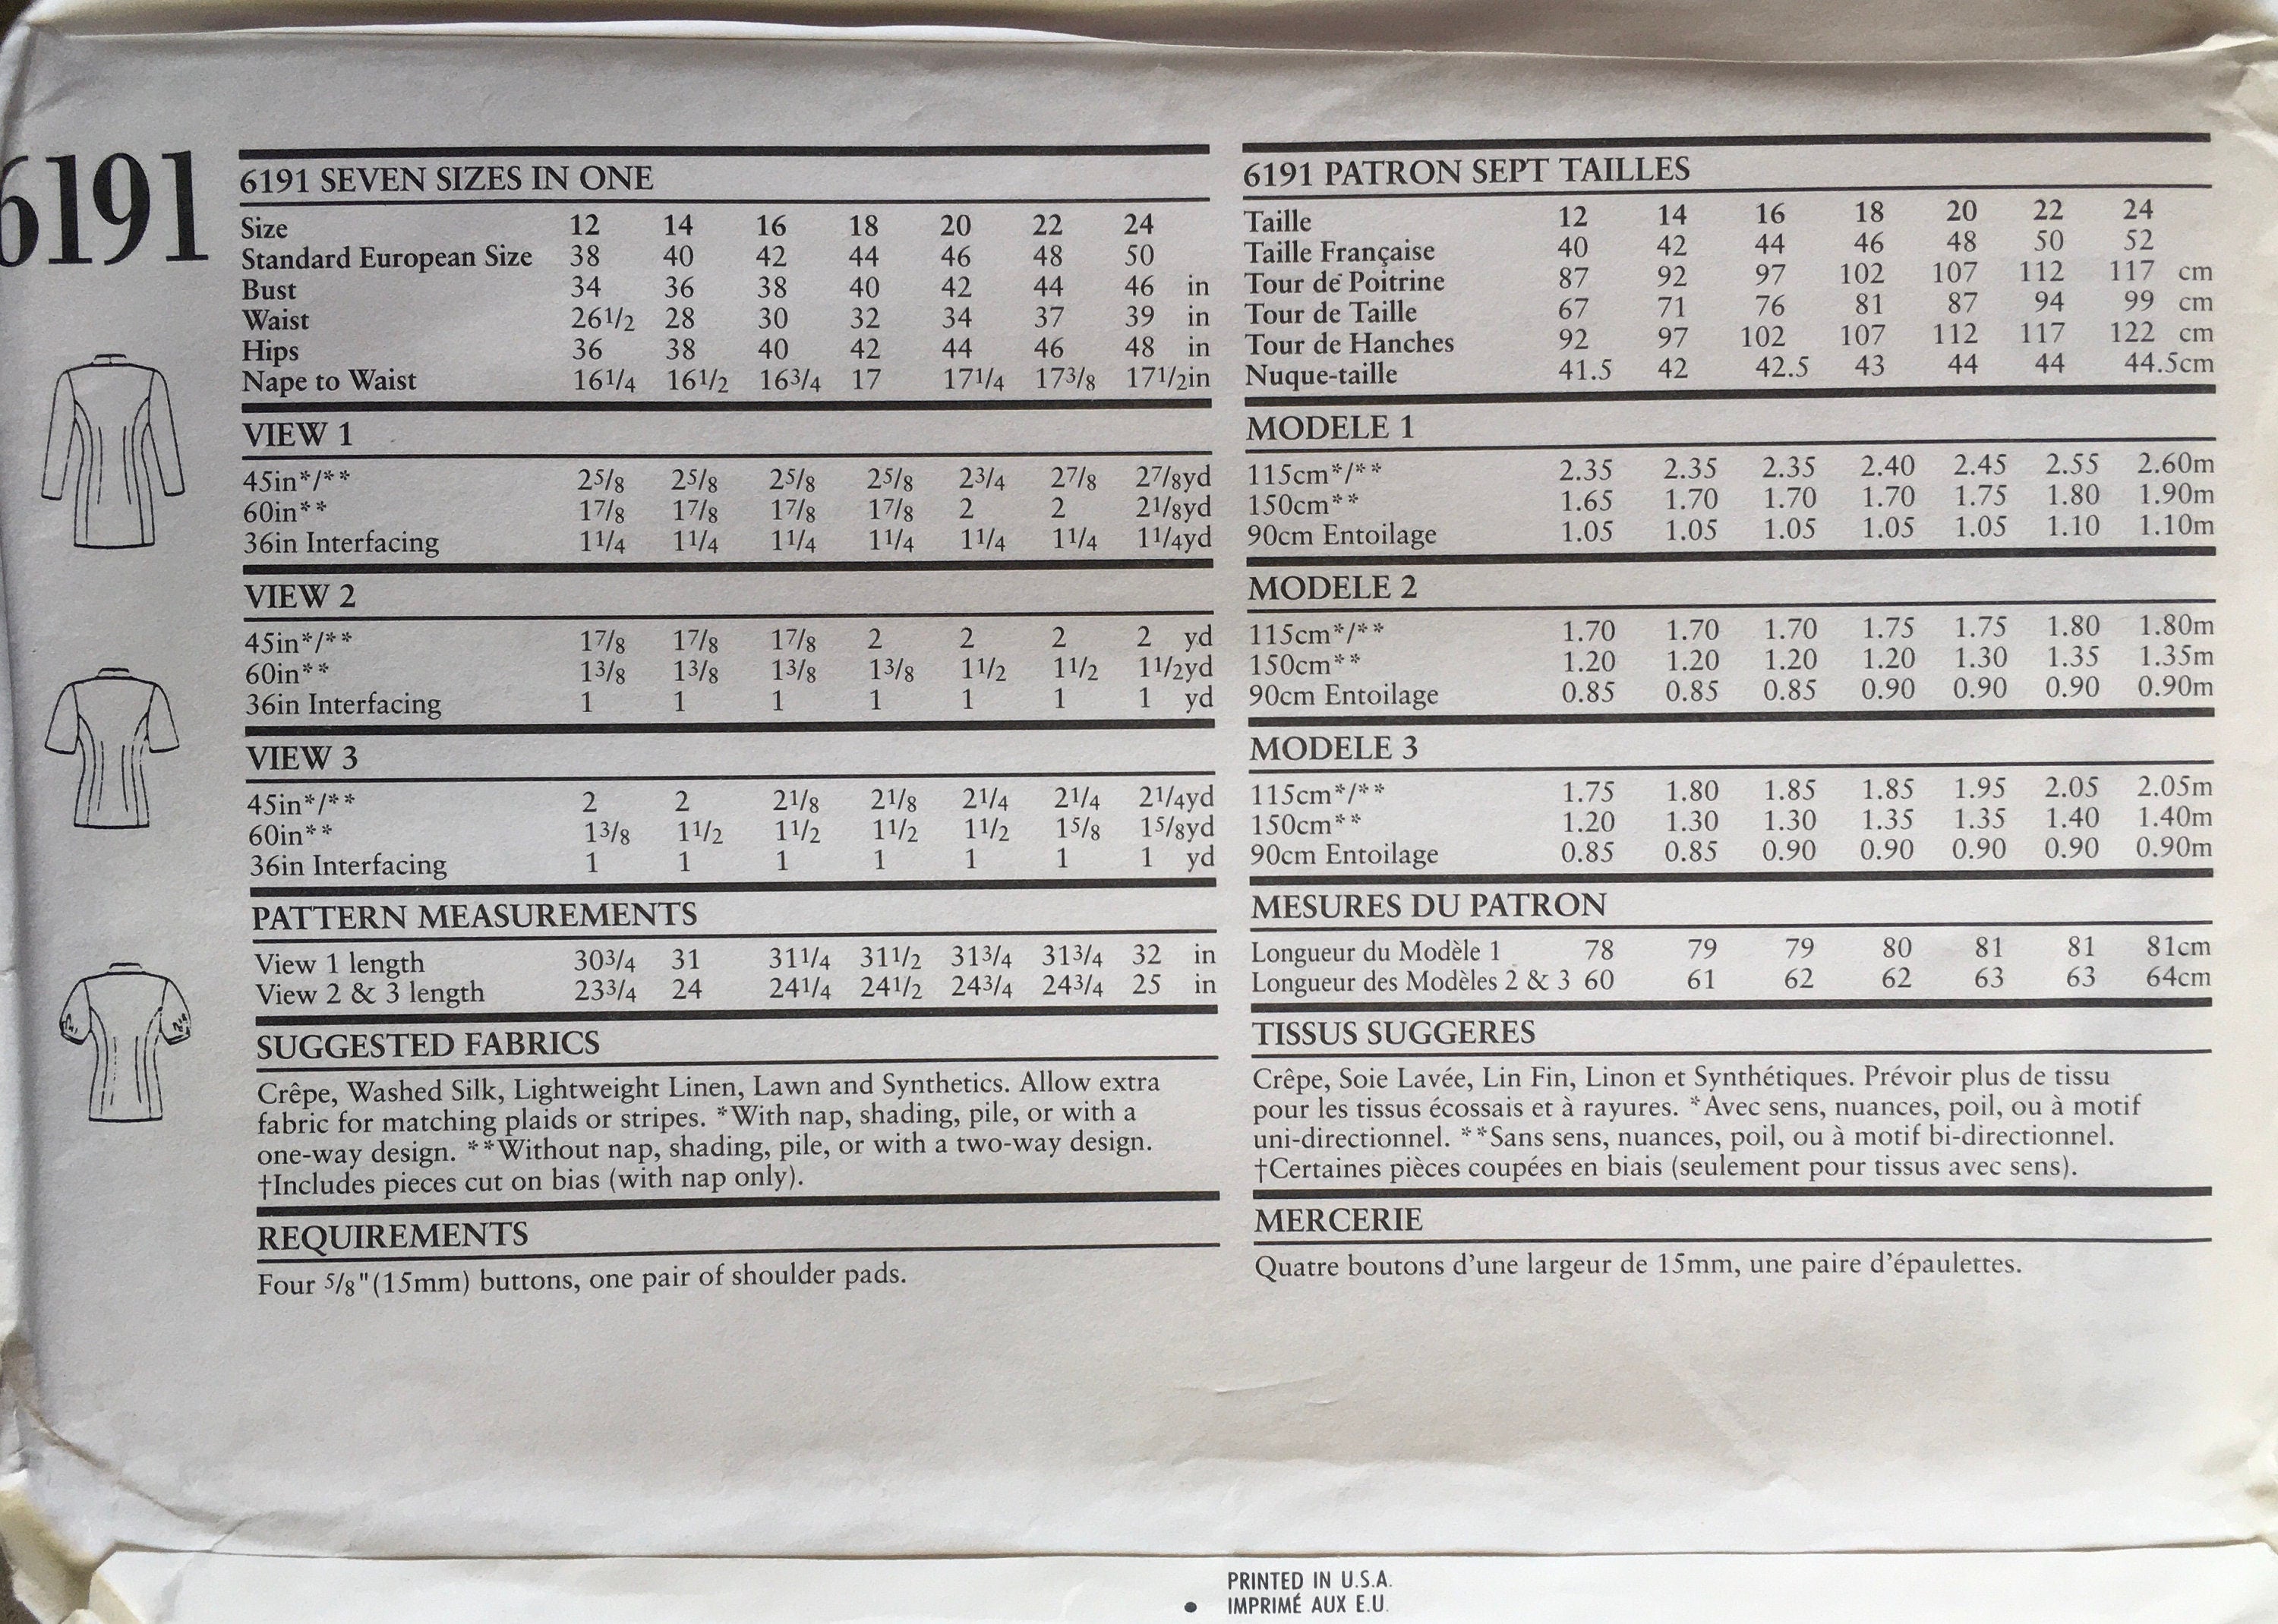 6191
6191 SEVEN SIZES IN ONE
Size 12 14 16 18 20 22 24
Standard European Size 38 40 42 44 46 48 50
Bust 34 36 38 40 42 44 46 in
Waist 261/2 28 30 32 34 37 39 in
Hips 36 38 40 42 44 46 48 in
Nape to Waist 161/4 161/2 163/4 17 171/4 173/8 171/2in
VIEW 1
45in*/** 25/8 25/8 25/8 25/8 23/4 27/8 27/8yd
60in** 17/8 17/8 17/8 17/8 2 2 21/8yd
36in Interfacing 11/4 11/4 11/4 11/4 11/4 11/4 11/4yd
VIEW 2
45in*/** 17/8 17/8 17/8 2 2 2 2 yd
60in** 13/8 13/8 13/8 13/8 11/2 11/2 11/2yd
36in Interfacing 1 1 1 1 1 1 1 yd
VIEW 3
45in*/** 2 2 21/8 21/8 21/4 21/4 21/4yd
60in** 13/8 11/2 11/2 11/2 11/2 15/8 15/8yd
36in Interfacing 1 1 1 1 1 1 1 yd
PATTERN MEASUREMENTS
View 1 length 303/4 31 311/4 311/2 313/4 313/4 32 in
View 2 & 3 length 233/4 24 241/4 241/2 243/4 243/4 25 in
SUGGESTED FABRICS
Crêpe, Washed Silk, Lightweight Linen, Lawn and Synthetics. Allow extra
fabric for matching plaids or stripes. *With nap, shading, pile, or with a
one-way design. **Without nap, shading, pile, or with a two-way design.
†Includes pieces cut on bias (with nap only).
REQUIREMENTS
Four 5/8"(15mm) buttons, one pair of shoulder pads.
6191 PATRON SEPT TAILLES
Taille 12 14 16 18 20 22 24
Taille Française 40 42 44 46 48 50 52
Tour de Poitrine 87 92 97 102 107 112 117 cm
Tour de Taille 67 71 76 81 87 94 99 cm
Tour de Hanches 92 97 102 107 112 117 122 cm
Nuque-taille 41.5 42 42.5 43 44 44 44.5cm
MODELE 1
115cm*/** 2.35 2.35 2.35 2.40 2.45 2.55 2.60m
150cm** 1.65 1.70 1.70 1.70 1.75 1.80 1.90m
90cm Entoilage 1.05 1.05 1.05 1.05 1.05 1.10 1.10m
MODELE 2
115cm*/** 1.70 1.70 1.70 1.75 1.75 1.80 1.80m
150cm** 1.20 1.20 1.20 1.20 1.30 1.35 1.35m
90cm Entoilage 0.85 0.85 0.85 0.90 0.90 0.90 0.90m
MODELE 3
115cm*/** 1.75 1.80 1.85 1.85 1.95 2.05 2.05m
150cm** 1.20 1.30 1.30 1.35 1.35 1.40 1.40m
90cm Entoilage 0.85 0.85 0.90 0.90 0.90 0.90 0.90m
MESURES DU PATRON
Longueur du Modèle 1 78 79 79 80 81 81 81cm
Longueur des Modèles 2 & 3 60 61 62 62 63 63 64cm
TISSUS SUGGERES
Crêpe, Soie Lavée, Lin Fin, Linon et Synthétiques. Prévoir plus de tissu
pour les tissus écossais et à rayures. *Avec sens, nuances, poil, ou à motif
uni-directionnel. **Sans sens, nuances, poil, ou à motif bi-directionnel.
†Certaines pièces coupées en biais (seulement pour tissus avec sens).
MERCERIE
Quatre boutons d'une largeur de 15mm, une paire d'épaulettes.
PRINTED IN U.S.A.
• IMPRIMÉ AUX E.U.